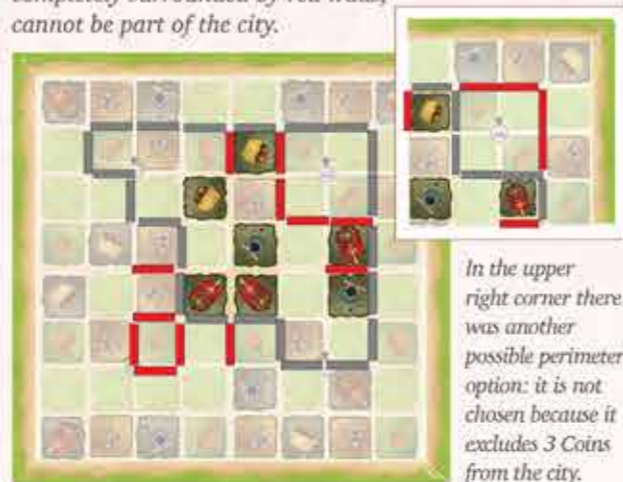 completely surrounded by red walls,
cannot be part of the city.
In the upper
right corner there
was another
possible perimeter
option: it is not
chosen because it
excludes 3 Coins
from the city.